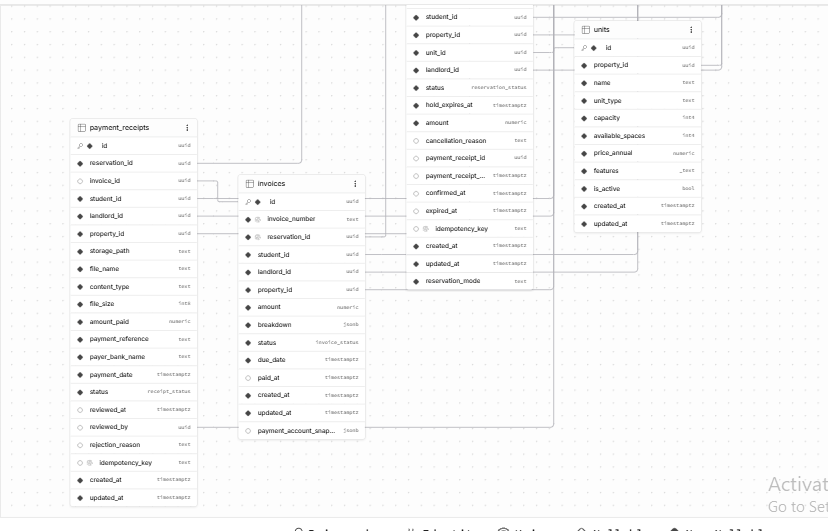 student_id uuid
property_id uuid
unit_id uuid
landlord_id uuid
status reservation_status
hold_expires_at timestamptz
amount numeric
cancellation_reason text
payment_receipt_id uuid
payment_receipt_... timestamptz
confirmed_at timestamptz
expired_at timestamptz
idempotency_key text
created_at timestamptz
updated_at timestamptz
reservation_mode text
units
id uuid
property_id uuid
name text
unit_type text
capacity int4
available_spaces int4
price_annual numeric
features _text
is_active bool
created_at timestamptz
updated_at timestamptz
payment_receipts
id uuid
reservation_id uuid
invoice_id uuid
student_id uuid
landlord_id uuid
property_id uuid
storage_path text
file_name text
content_type text
file_size int8
amount_paid numeric
payment_reference text
payer_bank_name text
payment_date timestamptz
status receipt_status
reviewed_at timestamptz
reviewed_by uuid
rejection_reason text
idempotency_key text
created_at timestamptz
updated_at timestamptz
invoices
id uuid
invoice_number text
reservation_id uuid
student_id uuid
landlord_id uuid
property_id uuid
amount numeric
breakdown jsonb
status invoice_status
due_date timestamptz
paid_at timestamptz
created_at timestamptz
updated_at timestamptz
payment_account_snap... jsonb
Activat
Go to Set